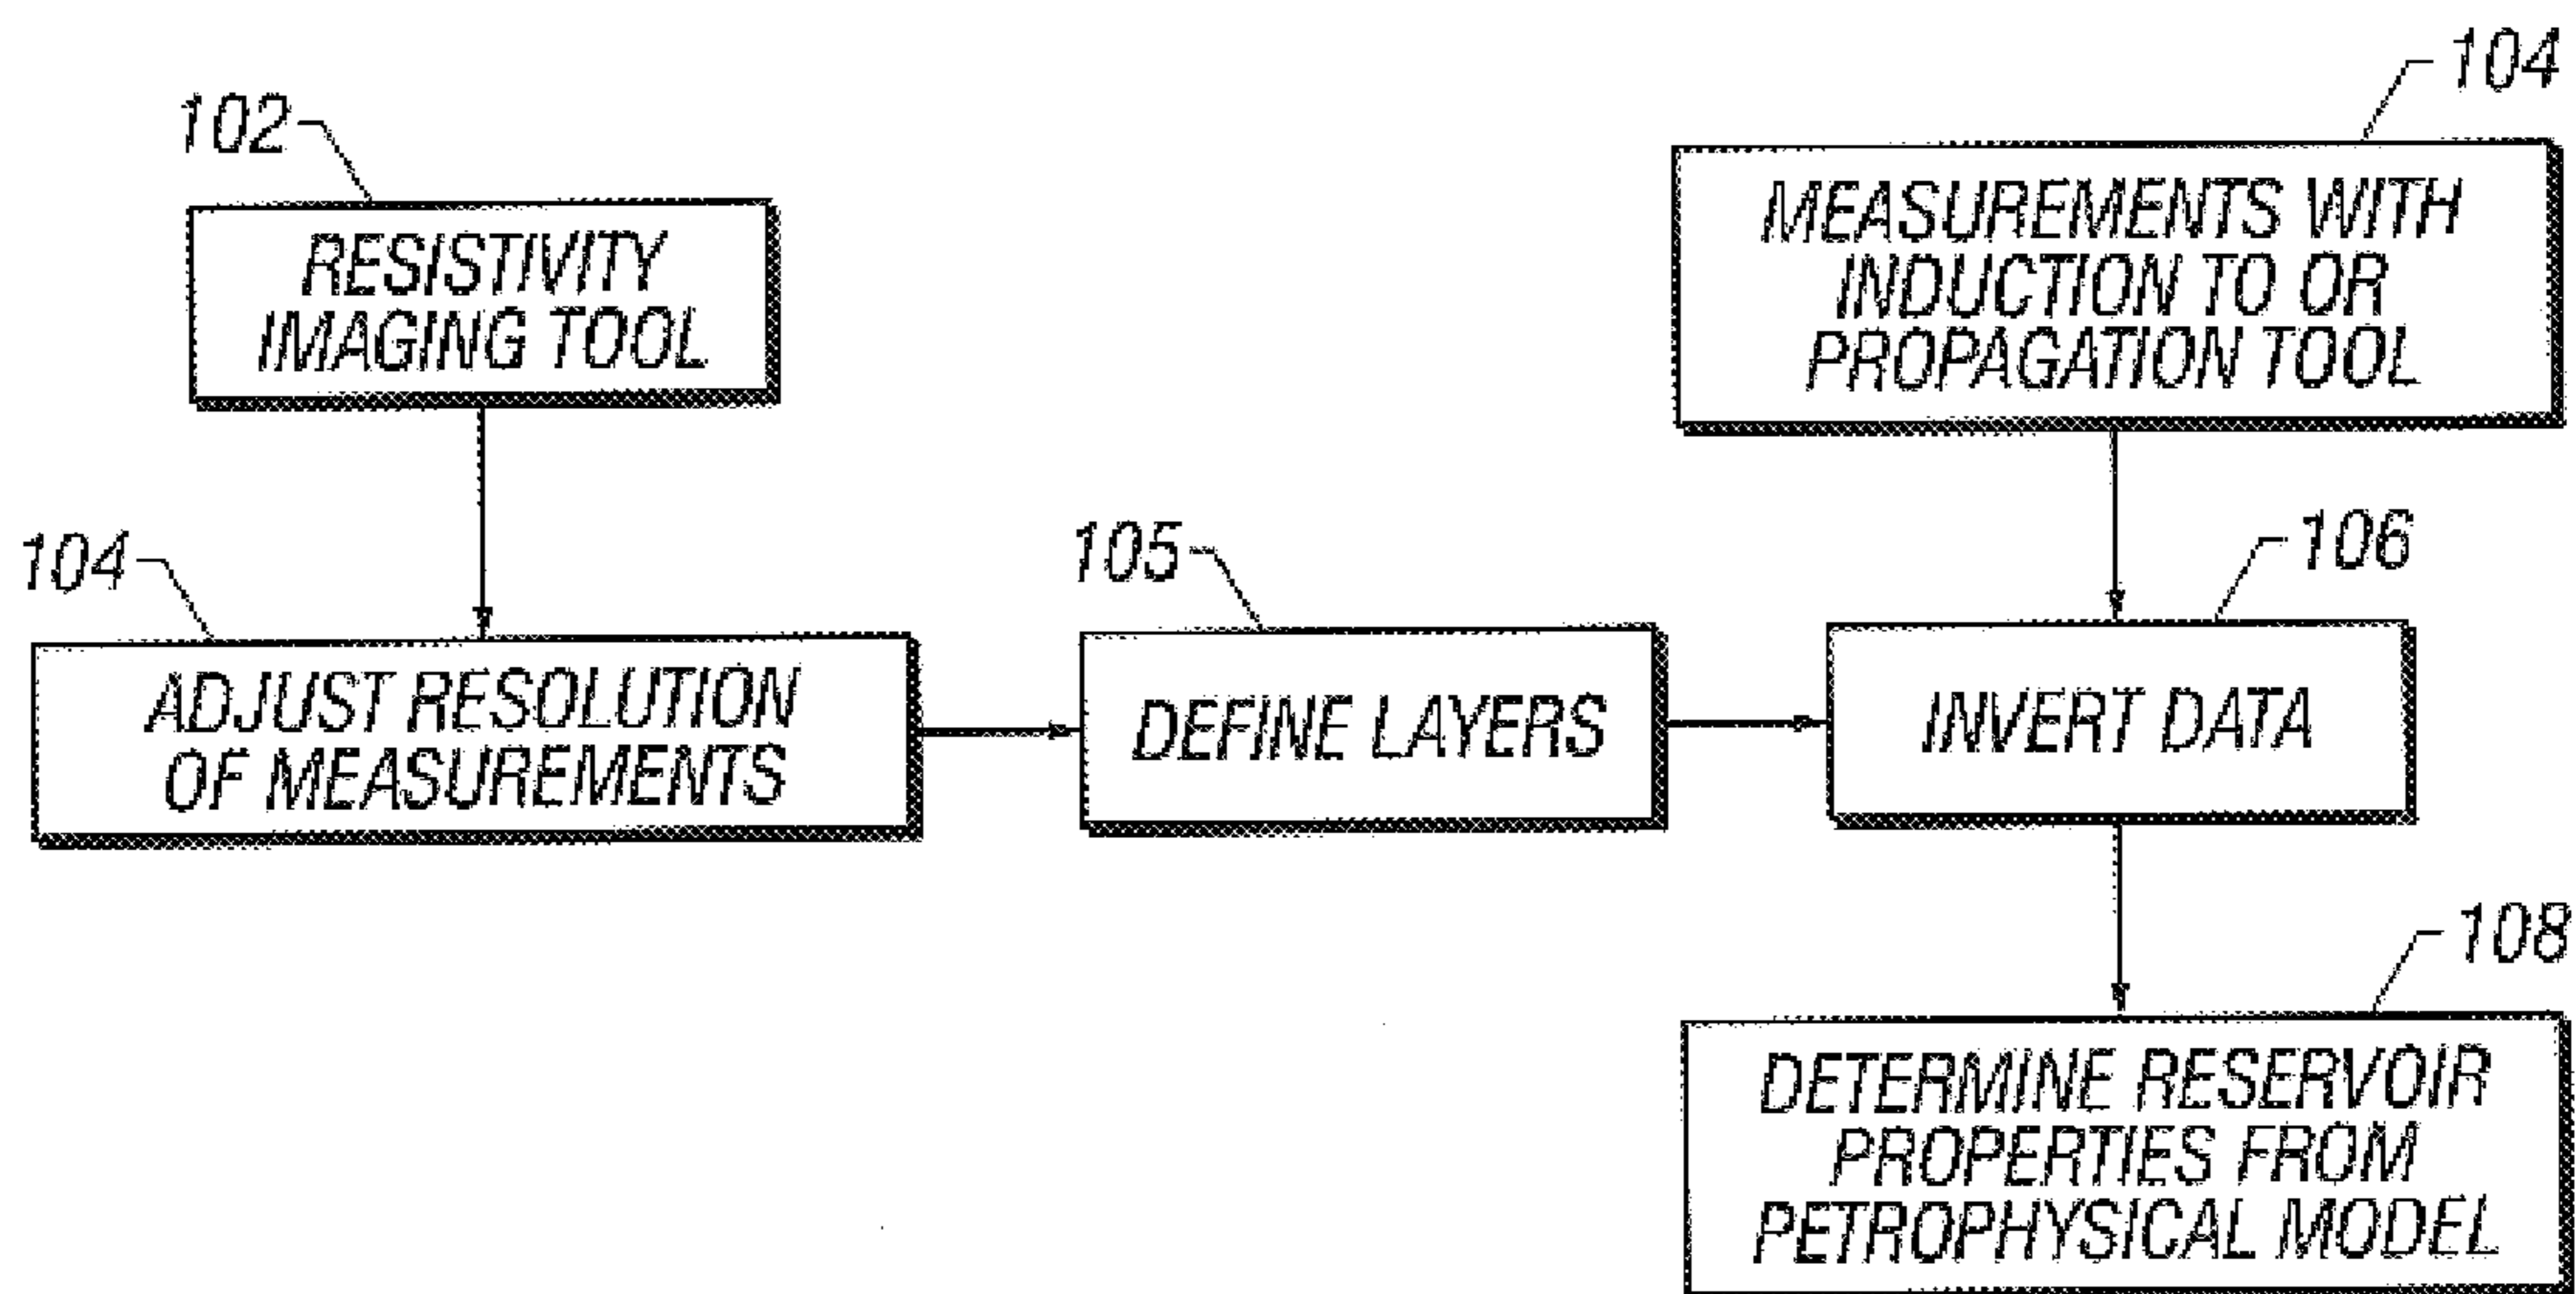 102
RESISTIVITY
IMAGING TOOL
104
MEASUREMENTS WITH
INDUCTION TO OR
PROPAGATION TOOL
104
ADJUST RESOLUTION
OF MEASUREMENTS
105
DEFINE LAYERS
106
INVERT DATA
108
DETERMINE RESERVOIR
PROPERTIES FROM
PETROPHYSICAL MODEL